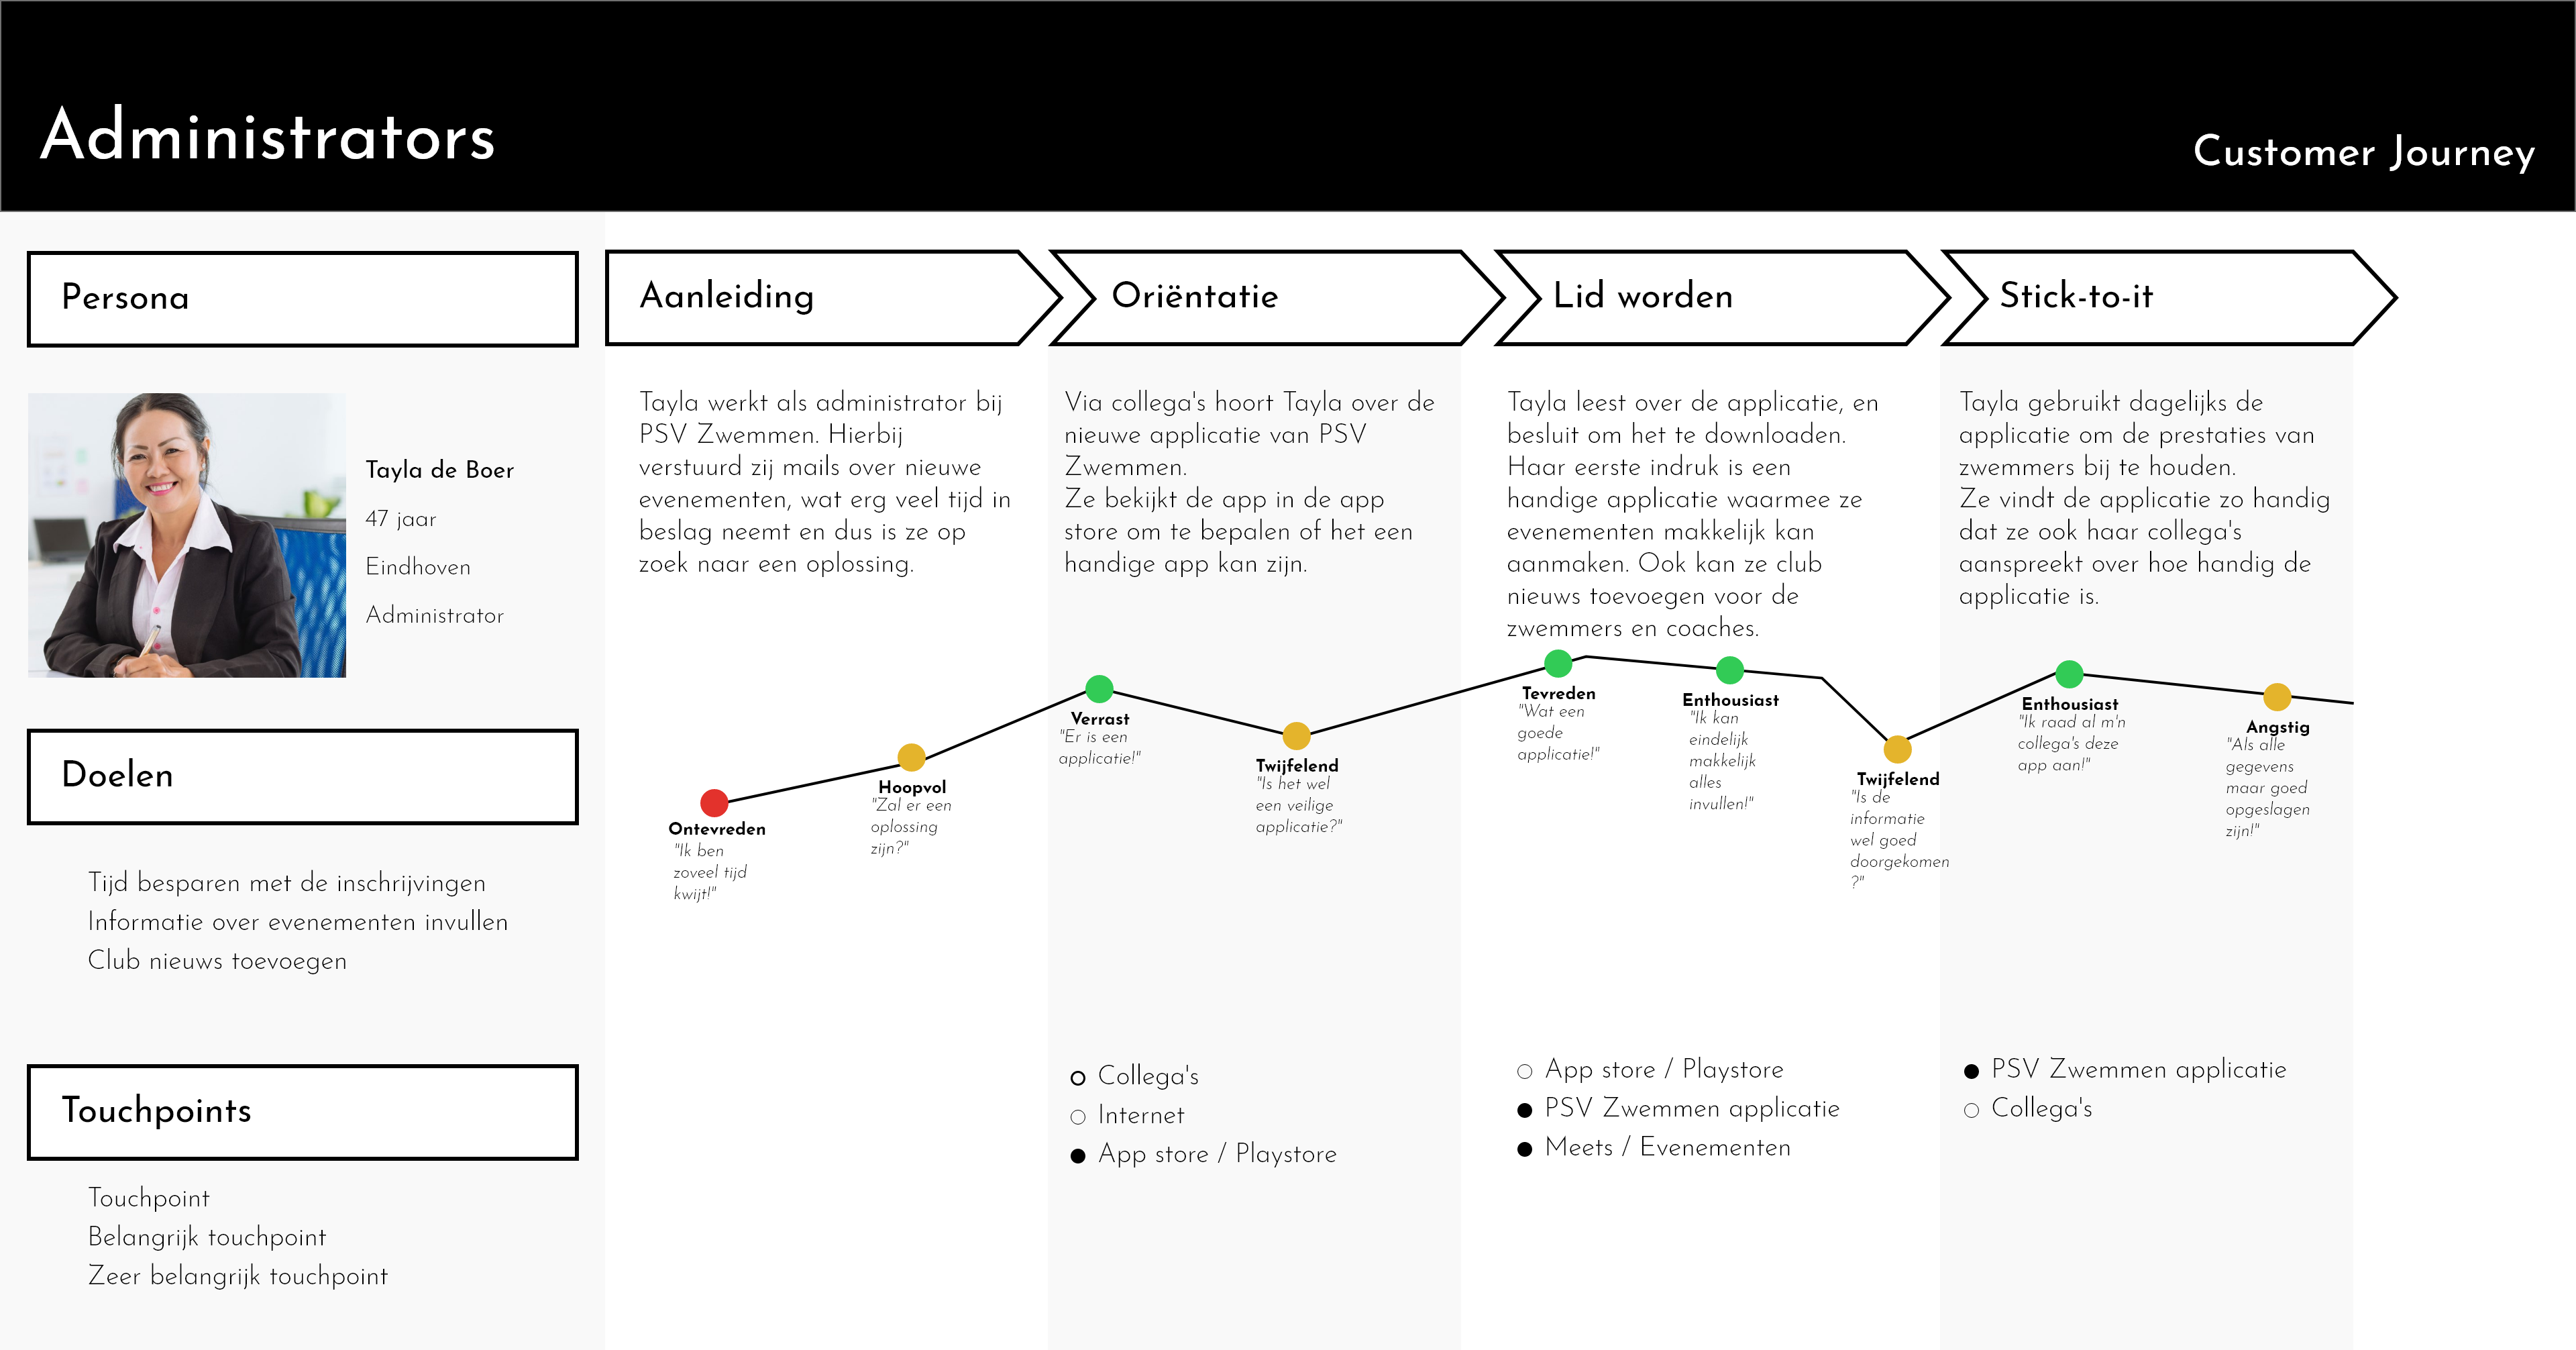 Administrators
Customer Journey
Persona
Tayla de Boer
47 jaar
Eindhoven
Administrator
Doelen
Tijd besparen met de inschrijvingen
Informatie over evenementen invullen
Club nieuws toevoegen
Touchpoints
Touchpoint
Belangrijk touchpoint
Zeer belangrijk touchpoint
Aanleiding
Tayla werkt als administrator bij
PSV Zwemmen. Hierbij
verstuurd zij mails over nieuwe
evenementen, wat erg veel tijd in
beslag neemt en dus is ze op
zoek naar een oplossing.
Ontevreden
"Ik ben
zoveel tijd
kwijt!"
Hoopvol
"Zal er een
oplossing
zijn?"
Oriëntatie
Via collega's hoort Tayla over de
nieuwe applicatie van PSV
Zwemmen.
Ze bekijkt de app in de app
store om te bepalen of het een
handige app kan zijn.
Verrast
"Er is een
applicatie!"
Twijfelend
"Is het wel
een veilige
applicatie?"
Collega's
Internet
App store / Playstore
Lid worden
Tayla leest over de applicatie, en
besluit om het te downloaden.
Haar eerste indruk is een
handige applicatie waarmee ze
evenementen makkelijk kan
aanmaken. Ook kan ze club
nieuws toevoegen voor de
zwemmers en coaches.
Tevreden
"Wat een
goede
applicatie!"
Enthousiast
"Ik kan
eindelijk
makkelijk
alles
invullen!"
Twijfelend
"Is de
informatie
wel goed
doorgekomen
?"
App store / Playstore
PSV Zwemmen applicatie
Meets / Evenementen
Stick-to-it
Tayla gebruikt dagelijks de
applicatie om de prestaties van
zwemmers bij te houden.
Ze vindt de applicatie zo handig
dat ze ook haar collega's
aanspreekt over hoe handig de
applicatie is.
Enthousiast
"Ik raad al m'n
collega's deze
app aan!"
Angstig
"Als alle
gegevens
maar goed
opgeslagen
zijn!"
PSV Zwemmen applicatie
Collega's